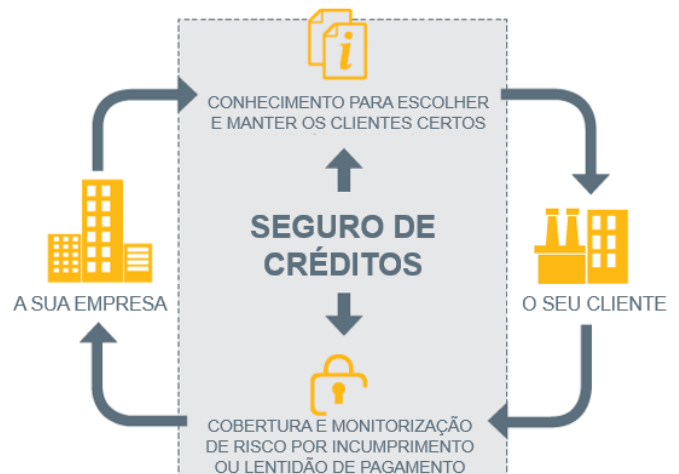 CONHECIMENTO PARA ESCOLHER
E MANTER OS CLIENTES CERTOS
SEGURO DE
CRÉDITOS
A SUA EMPRESA
O SEU CLIENTE
COBERTURA E MONITORIZAÇÃO
DE RISCO POR INCUMPRIMENTO
OU LENTIDÃO DE PAGAMENTO